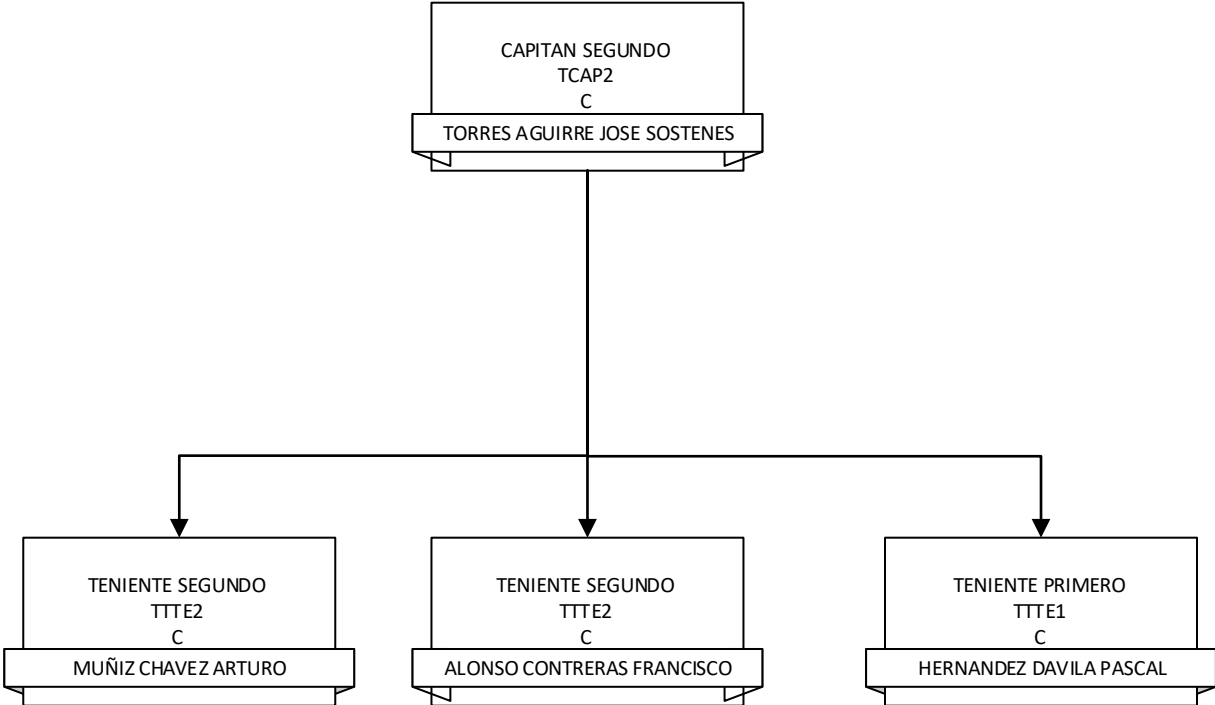 CAPITAN SEGUNDO
TCAP2
C
TORRES AGUIRRE JOSE SOSTENES
TENIENTE SEGUNDO
TTTE2
C
MUÑIZ CHAVEZ ARTURO
TENIENTE SEGUNDO
TTTE2
C
ALONSO CONTRERAS FRANCISCO
TENIENTE PRIMERO
TTTE1
C
HERNANDEZ DAVILA PASCAL